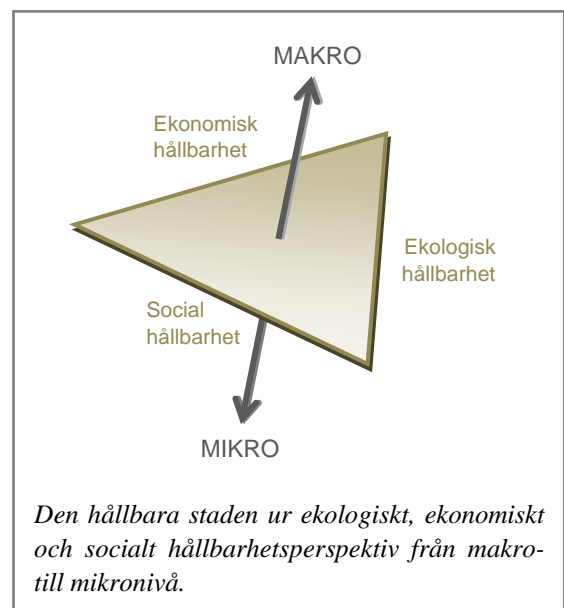 MAKRO
Ekonomisk
hållbarhet
Ekologisk
hållbarhet
Social
hållbarhet
MIKRO
Den hållbara staden ur ekologiskt, ekonomiskt
och socialt hållbarhetsperspektiv från makro-
till mikronivå.